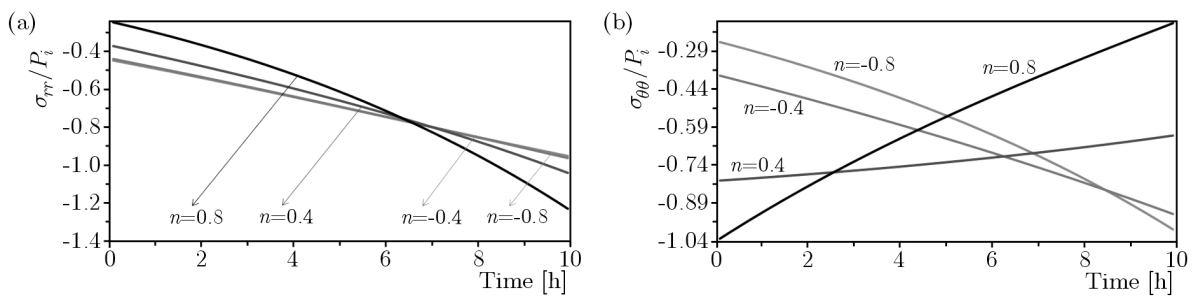 (a)
σrr/Pi
-0.4
-0.6
-0.8
-1.0
-1.2
-1.4
n=0.8
n=0.4
n=-0.4
n=-0.8
0
2
4
6
8
10
Time [h]
(b)
σθθ/Pi
-0.29
-0.44
-0.59
-0.74
-0.89
-1.04
n=-0.8
n=0.8
n=-0.4
n=0.4
0
2
4
6
8
10
Time [h]